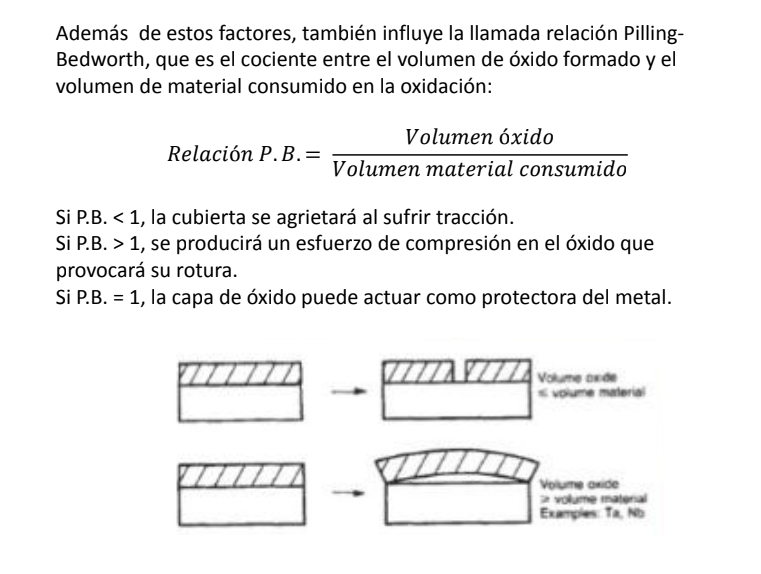 Además de estos factores, también influye la llamada relación Pilling-
Bedworth, que es el cociente entre el volumen de óxido formado y el
volumen de material consumido en la oxidación:
Relación P.B. = Volumen óxido / Volumen material consumido
Si P.B. < 1, la cubierta se agrietará al sufrir tracción.
Si P.B. > 1, se producirá un esfuerzo de compresión en el óxido que
provocará su rotura.
Si P.B. = 1, la capa de óxido puede actuar como protectora del metal.
Volume oxide
≤ volume material
Volume oxide
≥ volume material
Examples: Ta, Nb